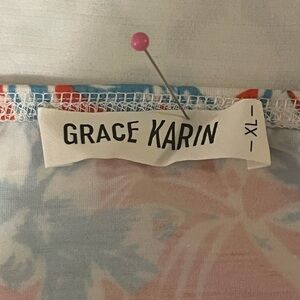 GRACE KARIN
- XL -